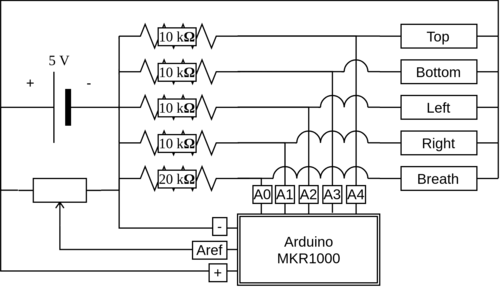 10 kΩ
Top
5 V
+
-
10 kΩ
Bottom
10 kΩ
Left
10 kΩ
Right
20 kΩ
Breath
A0 A1 A2 A3 A4
-
Aref
+
Arduino
MKR1000